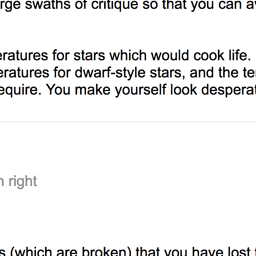 rge swaths of critique so that you can a
eratures for stars which would cook life.
eratures for dwarf-style stars, and the te
equire. You make yourself look desperat
n right
s (which are broken) that you have lost t